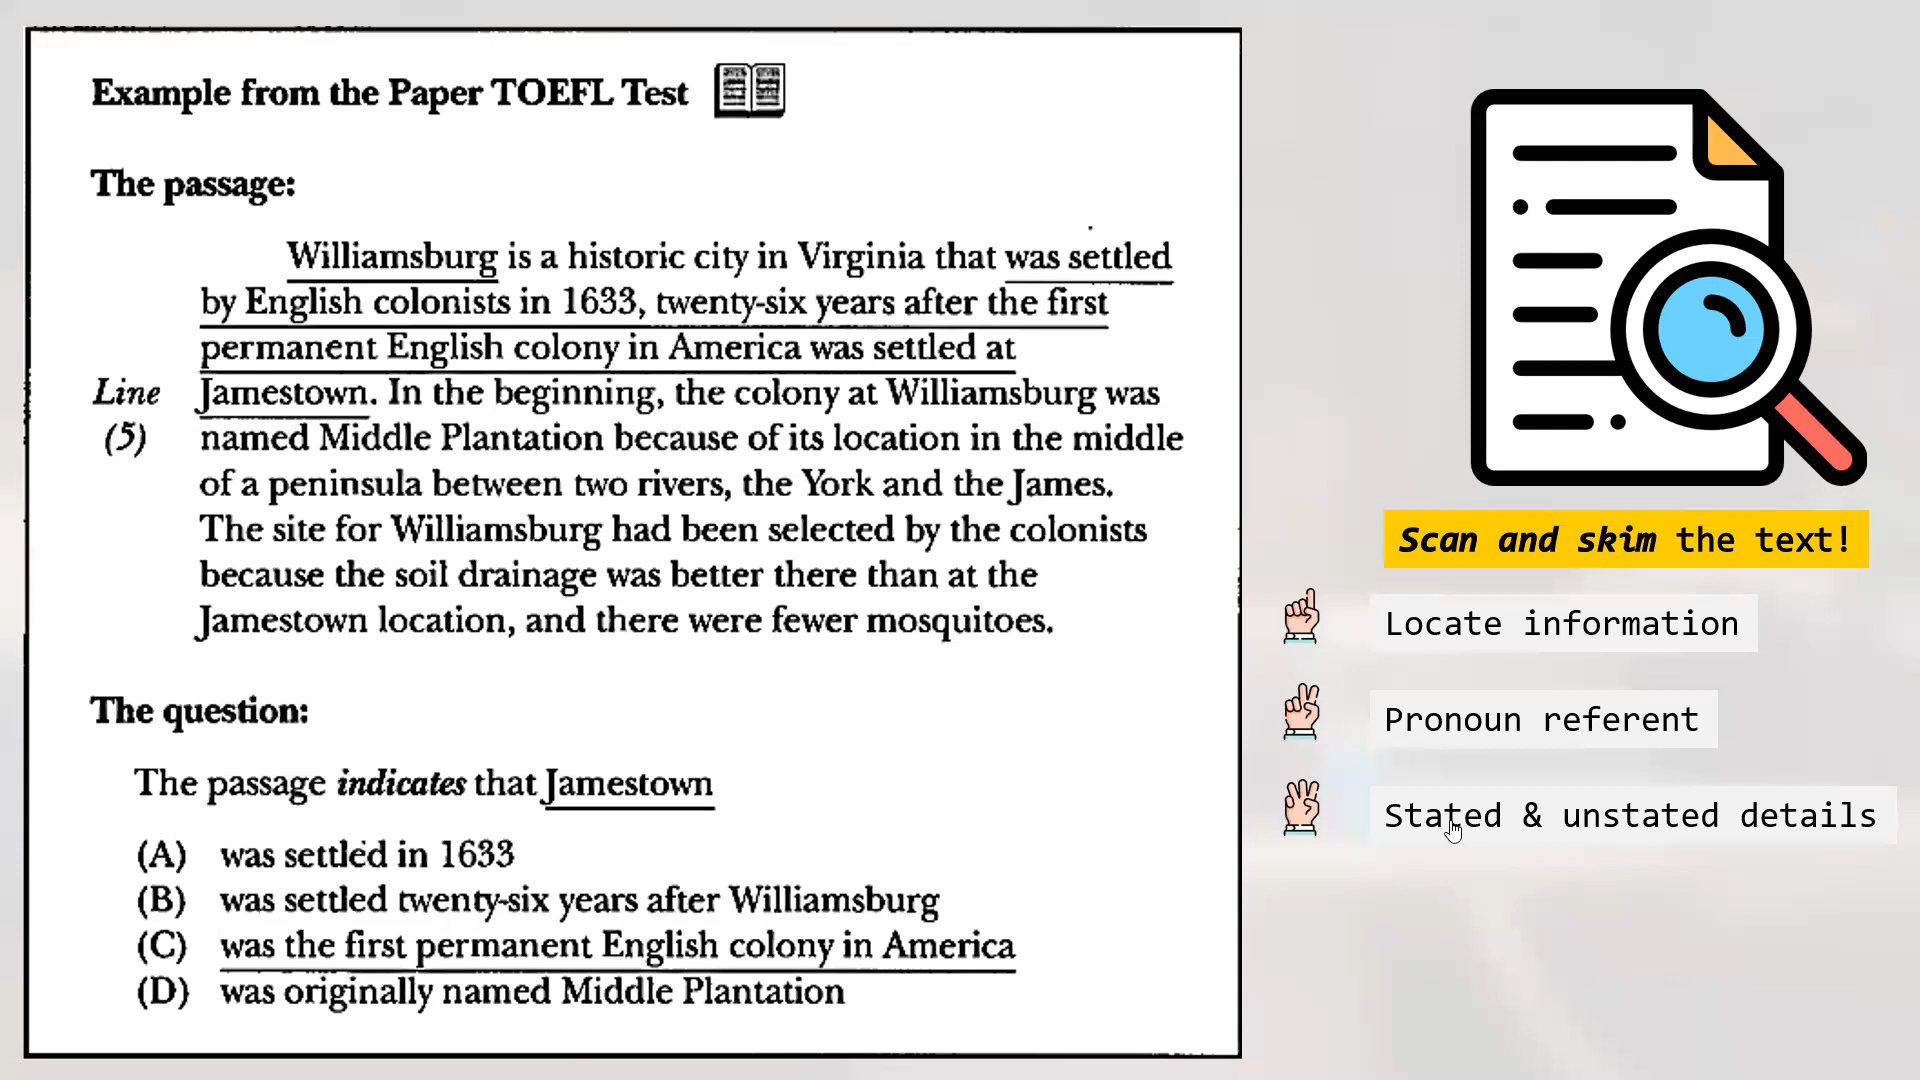 Example from the Paper TOEFL Test
The passage:
Williamsburg is a historic city in Virginia that was settled
by English colonists in 1633, twenty-six years after the first
permanent English colony in America was settled at
Line Jamestown. In the beginning, the colony at Williamsburg was
(5) named Middle Plantation because of its location in the middle
of a peninsula between two rivers, the York and the James.
The site for Williamsburg had been selected by the colonists
because the soil drainage was better there than at the
Jamestown location, and there were fewer mosquitoes.
The question:
The passage indicates that Jamestown
(A) was settled in 1633
(B) was settled twenty-six years after Williamsburg
(C) was the first permanent English colony in America
(D) was originally named Middle Plantation
Scan and skim the text!
Locate information
Pronoun referent
Stated & unstated details